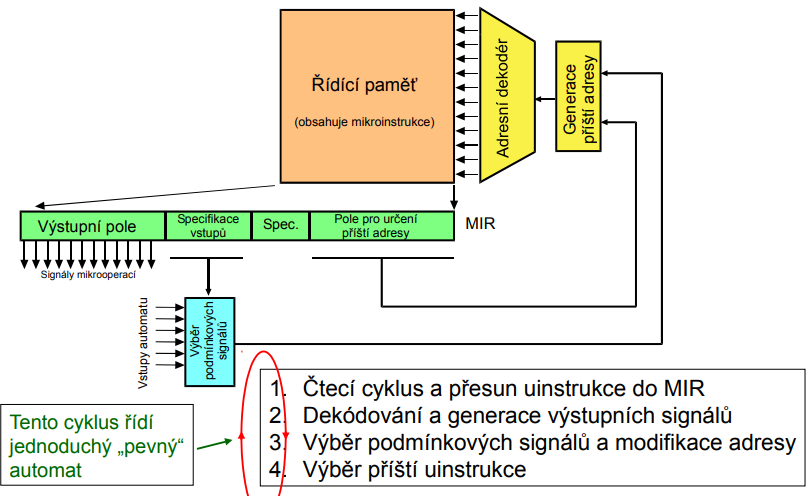 Řídící paměť
(obsahuje mikroinstrukce)
Adresní dekodér
Generace
příští adresy
Výstupní pole
Specifikace
vstupů
Spec.
Pole pro určení
příští adresy
MIR
Signály mikrooperací
Vstupy automatu
Výběr
podmínkových
signálů
1. Čtecí cyklus a přesun uinstrukce do MIR
2. Dekódování a generace výstupních signálů
3. Výběr podmínkových signálů a modifikace adresy
4. Výběr příští uinstrukce
Tento cyklus řídí
jednoduchý „pevný“
automat